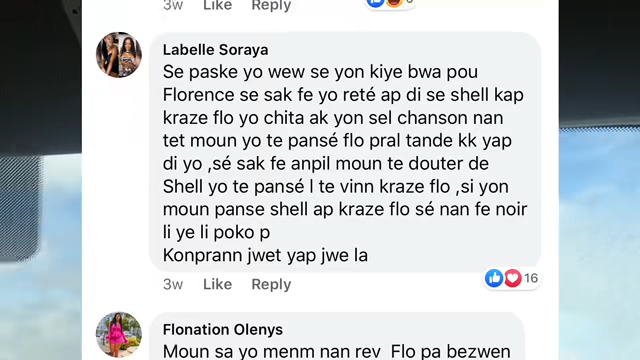 3w Like Reply
Labelle Soraya
Se paske yo wew se yon kiye bwa pou
Florence se sak fe yo reté ap di se shell kap
kraze flo yo chita ak yon sel chanson nan
tet moun yo te pansé flo pral tande kk yap
di yo ,sé sak fe anpil moun te douter de
Shell yo te pansé l te vinn kraze flo ,si yon
moun panse shell ap kraze flo sé nan fe noir
li ye li poko p
Konprann jwet yap jwe la
3w Like Reply 16
Flonation Olenys
Moun sa yo menm nan rev Flo pa bezwen